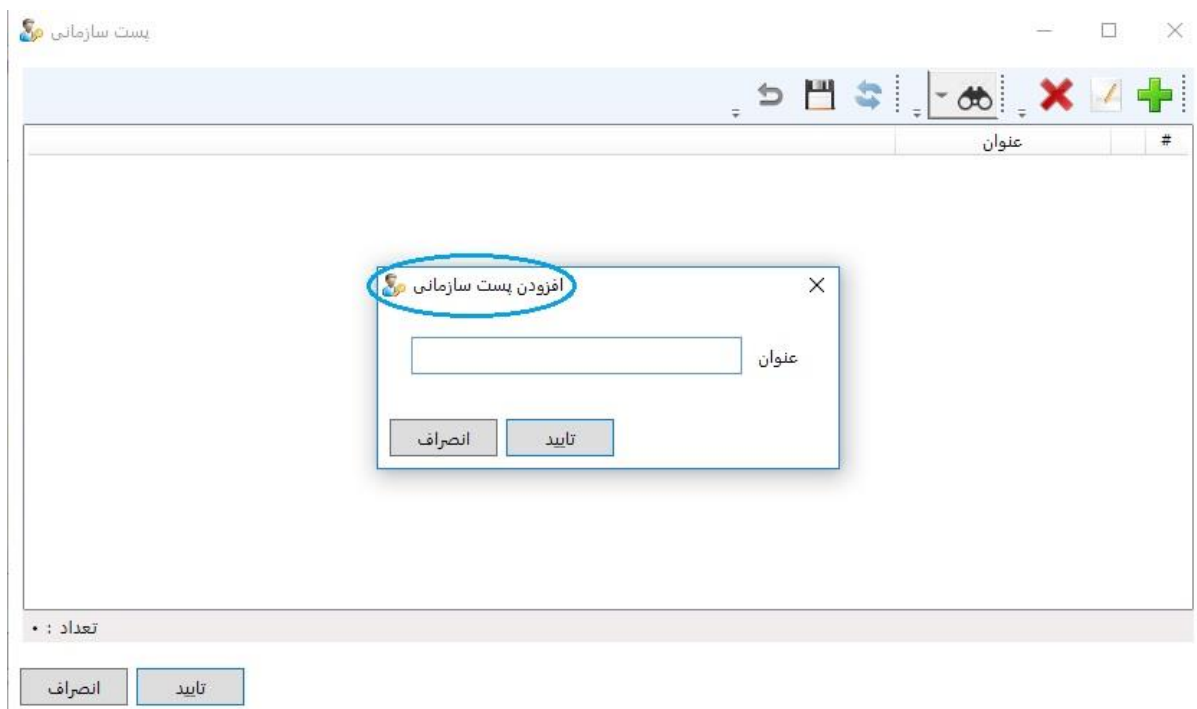 پست سازمانی
# عنوان
افزودن پست سازمانی
عنوان
تایید انصراف
تعداد : ۰
تایید انصراف